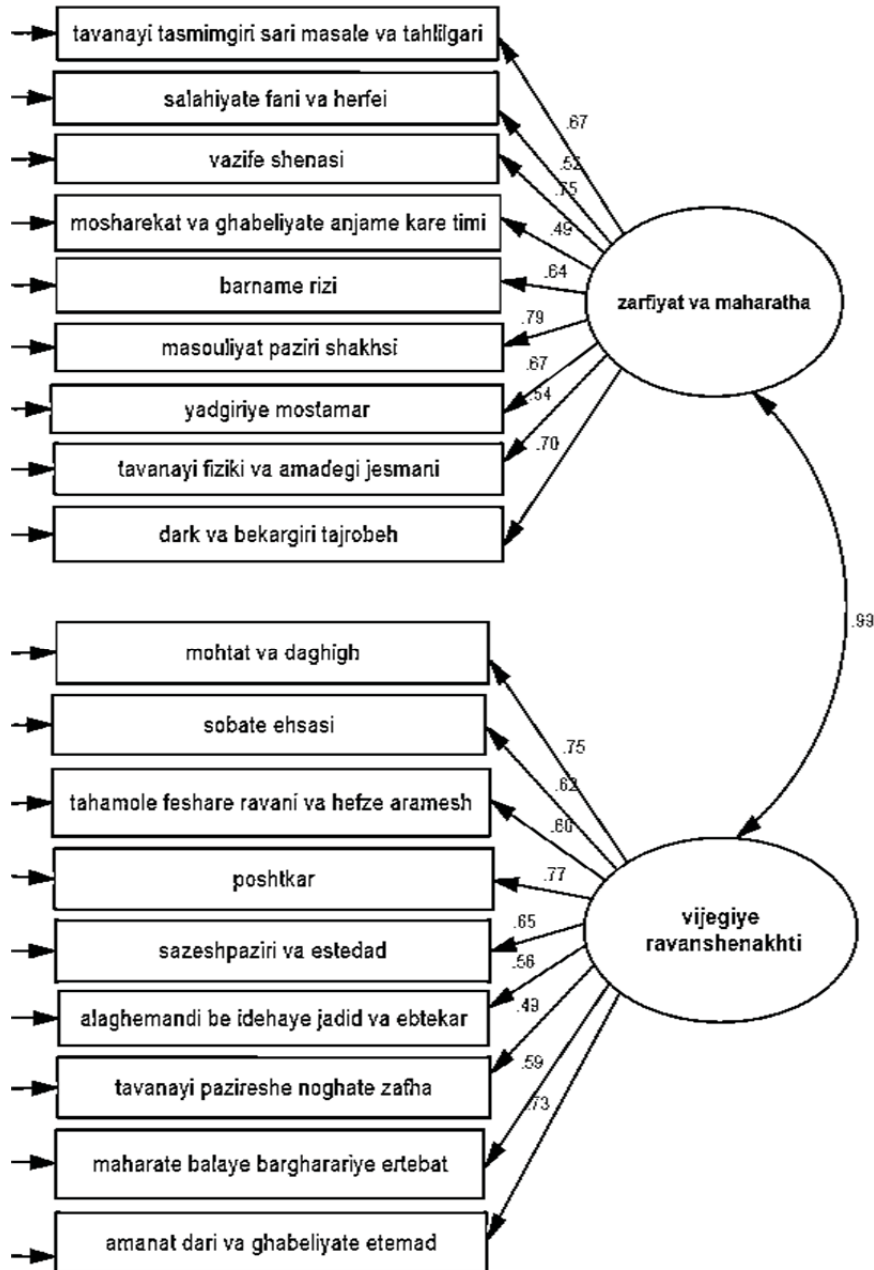 tavanayi tasmimgiri sari masale va tahlilgari
salahiyate fani va herfei
vazife shenasi
mosharekat va ghabeliyate anjame kare timi
barname rizi
masouliyat paziri shakhsi
yadgiriye mostamar
tavanayi fiziki va amadegi jesmani
dark va bekargiri tajrobeh
.67
.52
.75
.49
.64
.79
.67
.54
.70
zarfiyat va maharatha
.99
mohtat va daghigh
sobate ehsasi
tahamole feshare ravani va hefze aramesh
poshtkar
sazeshpaziri va estedad
alaghemandi be idehaye jadid va ebtekar
tavanayi pazireshe noghate zafha
maharate balaye bargharariye ertebat
amanat dari va ghabeliyate etemad
.75
.62
.60
.77
.65
.56
.49
.59
.73
vijegiye
ravanshenakhti